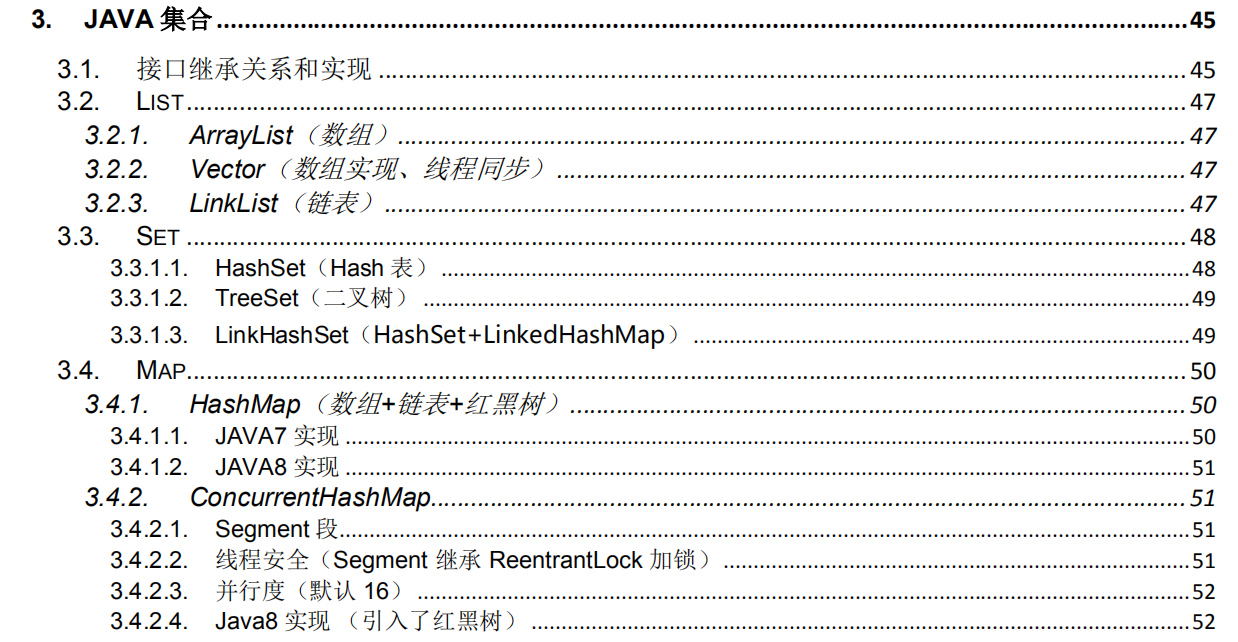 3. JAVA 集合 45
3.1. 接口继承关系和实现 45
3.2. LIST 47
3.2.1. ArrayList（数组） 47
3.2.2. Vector（数组实现、线程同步） 47
3.2.3. LinkList（链表） 47
3.3. SET 48
3.3.1.1. HashSet（Hash 表） 48
3.3.1.2. TreeSet（二叉树） 49
3.3.1.3. LinkHashSet（HashSet+LinkedHashMap） 49
3.4. MAP 50
3.4.1. HashMap（数组+链表+红黑树） 50
3.4.1.1. JAVA7 实现 50
3.4.1.2. JAVA8 实现 51
3.4.2. ConcurrentHashMap 51
3.4.2.1. Segment 段 51
3.4.2.2. 线程安全（Segment 继承 ReentrantLock 加锁） 51
3.4.2.3. 并行度（默认 16） 52
3.4.2.4. Java8 实现 （引入了红黑树） 52